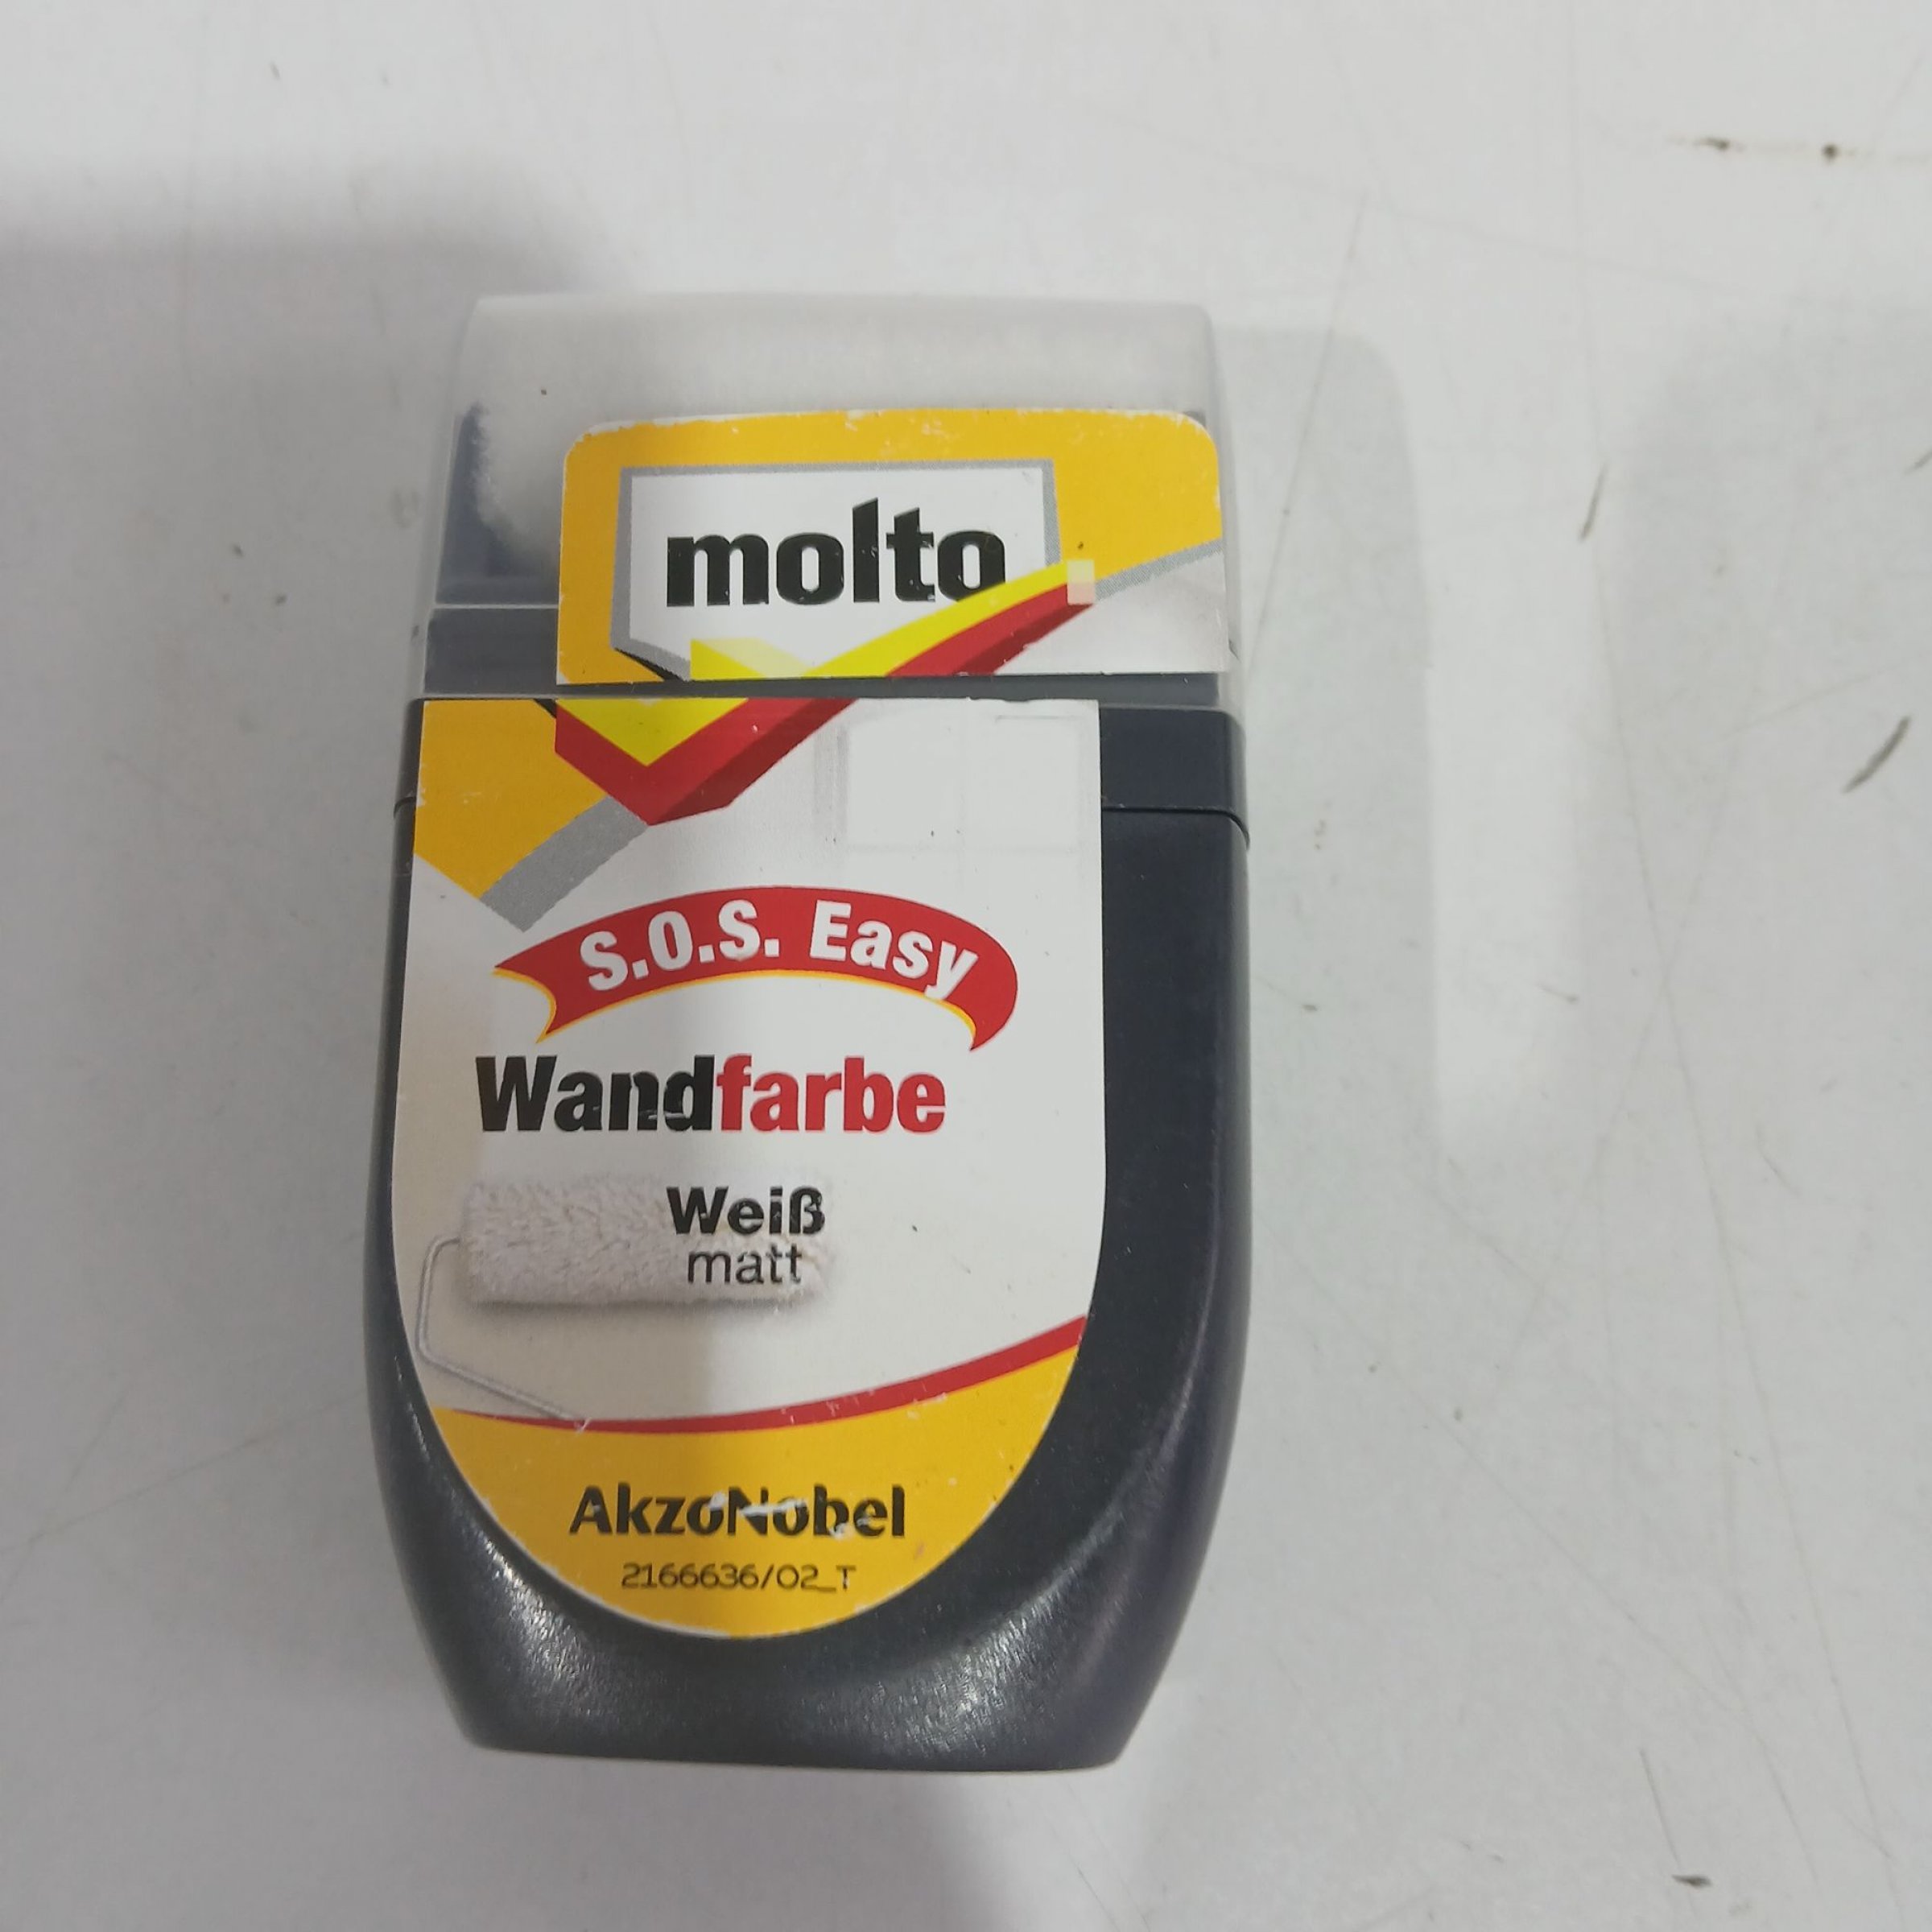 molto
S.O.S. Easy
Wandfarbe
Weiß
matt
AkzoNobel
2166636/02_T